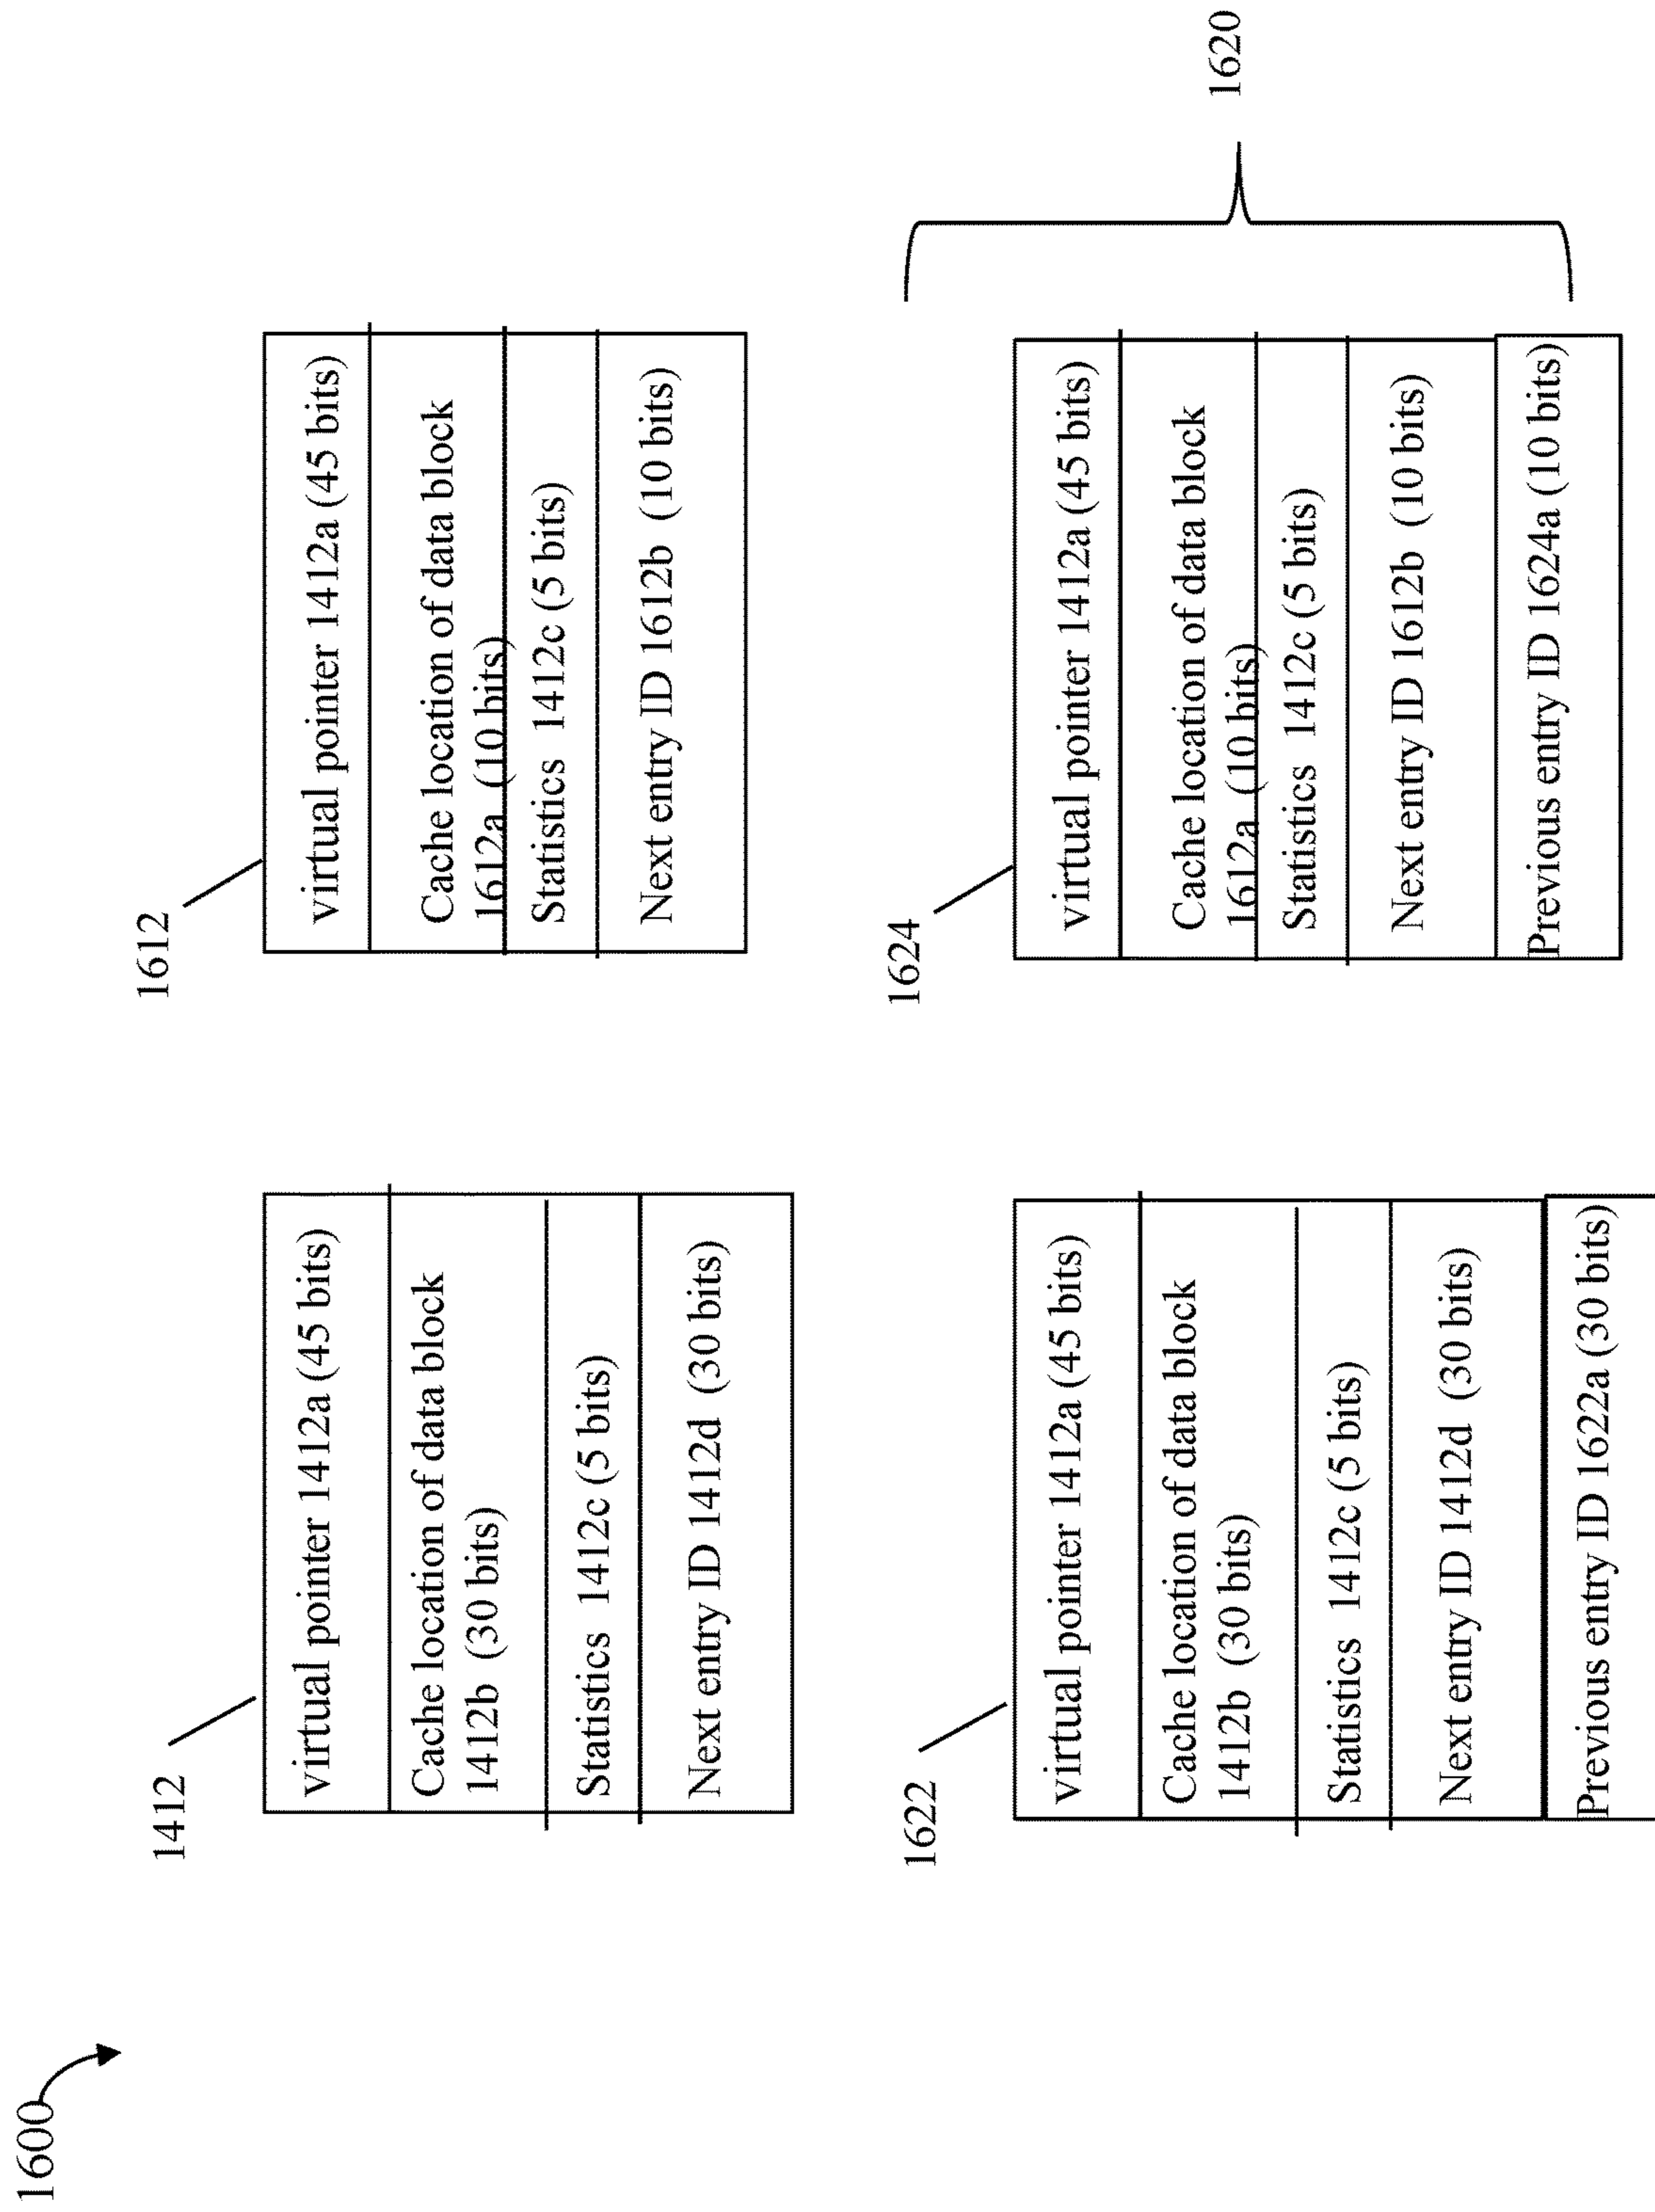 1600
1412
virtual pointer 1412a (45 bits)
Cache location of data block
1412b (30 bits)
Statistics 1412c (5 bits)
Next entry ID 1412d (30 bits)
1612
virtual pointer 1412a (45 bits)
Cache location of data block
1612a (10 bits)
Statistics 1412c (5 bits)
Next entry ID 1612b (10 bits)
1622
virtual pointer 1412a (45 bits)
Cache location of data block
1412b (30 bits)
Statistics 1412c (5 bits)
Next entry ID 1412d (30 bits)
Previous entry ID 1622a (30 bits)
1624
virtual pointer 1412a (45 bits)
Cache location of data block
1612a (10 bits)
Statistics 1412c (5 bits)
Next entry ID 1612b (10 bits)
Previous entry ID 1624a (10 bits)
1620